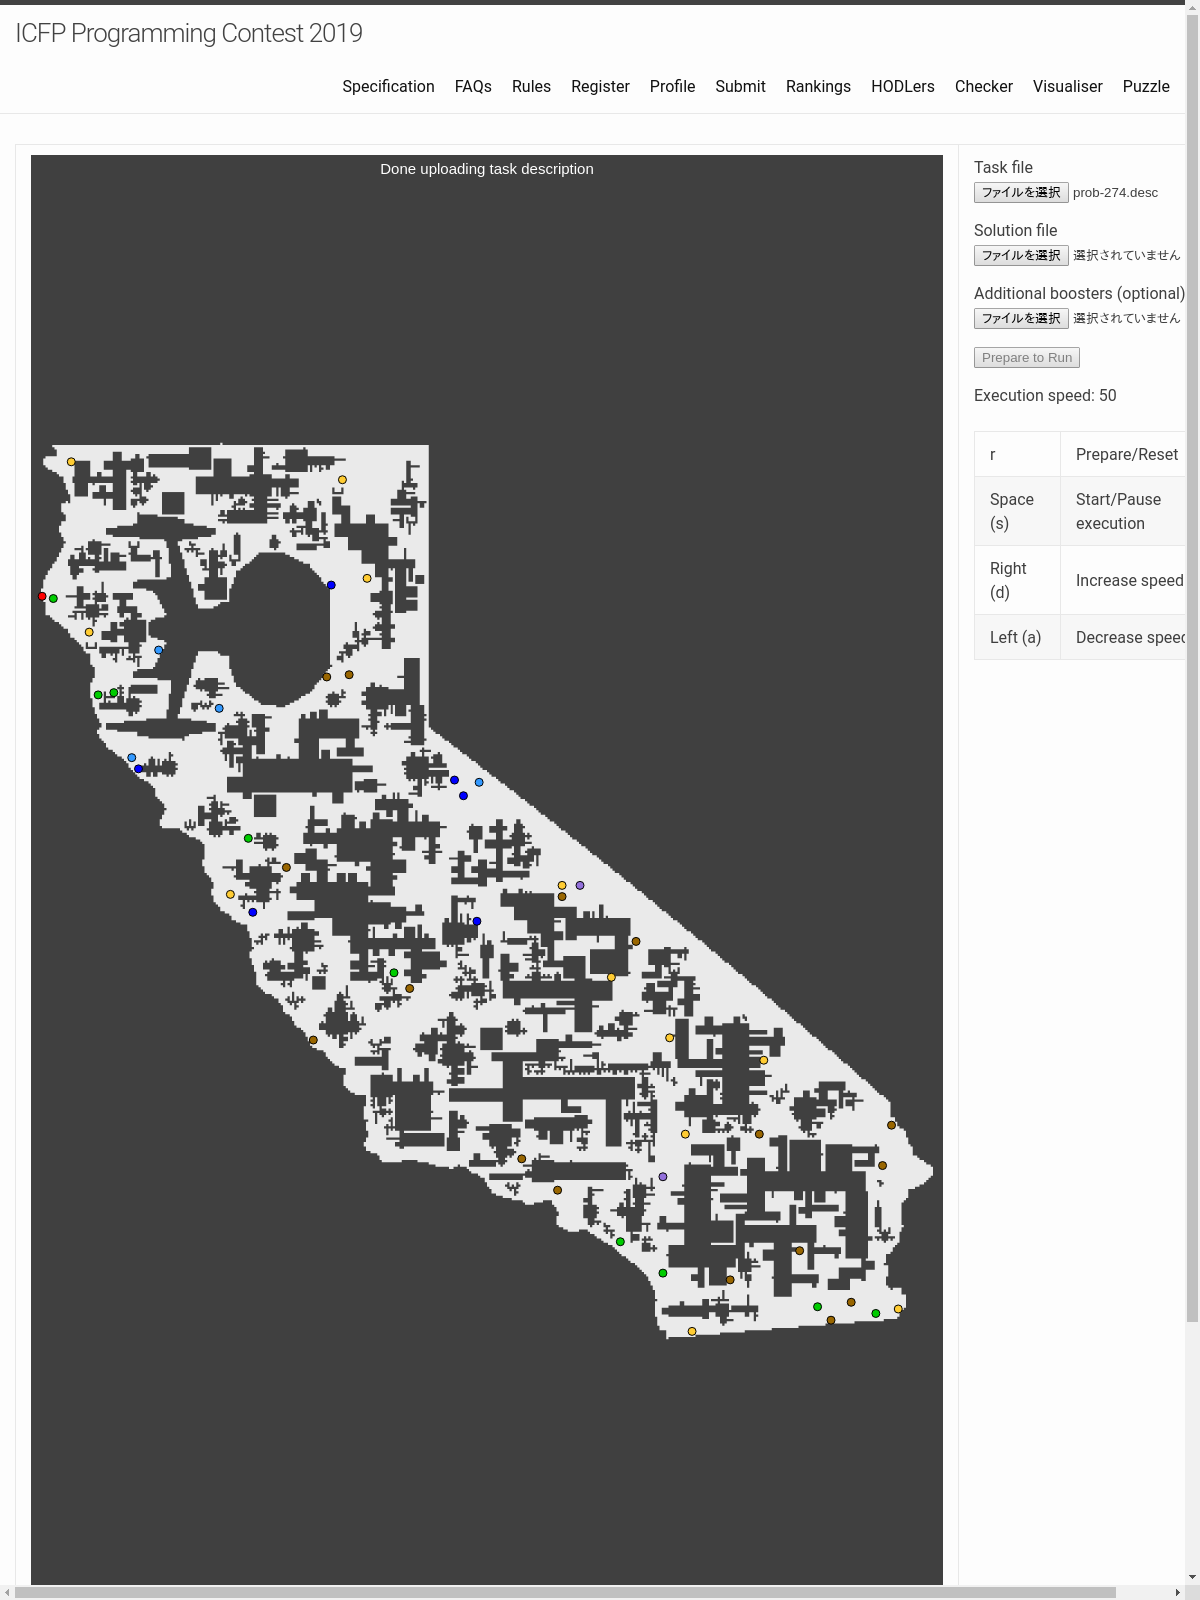 ICFP Programming Contest 2019
Specification FAQs Rules Register Profile Submit Rankings HODLers Checker Visualiser Puzzle
Done uploading task description
Task file
ファイルを選択 prob-274.desc
Solution file
ファイルを選択 選択されていません
Additional boosters (optional)
ファイルを選択 選択されていません
Prepare to Run
Execution speed: 50
r Prepare/Reset
Space (s) Start/Pause execution
Right (d) Increase speed
Left (a) Decrease speed